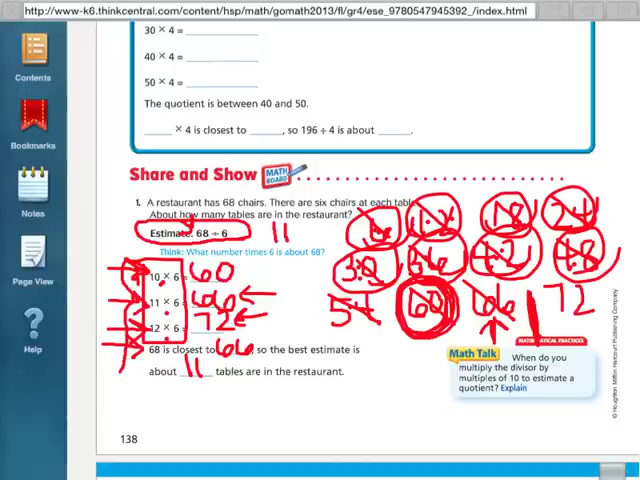 http://www-k6.thinkcentral.com/content/hsp/math/gomath2013/fl/gr4/ese_9780547945392_/index.html
Contents
Bookmarks
Notes
Page View
Help
30 × 4 = ______
40 × 4 = ______
50 × 4 = ______
The quotient is between 40 and 50.
_____ × 4 is closest to _____, so 196 ÷ 4 is about _____.
Share and Show MATH BOARD
1. A restaurant has 68 chairs. There are six chairs at each table.
About how many tables are in the restaurant?
Estimate. 68 ÷ 6 11
Think: What number times 6 is about 68?
10 × 6 = 60
11 × 6 = 66
12 × 6 = 72
68 is closest to 66, so the best estimate is
about 11 tables are in the restaurant.
6 12 18 24
30 36 42 48
54 60 66 72
MATHEMATICAL PRACTICES
Math Talk When do you
multiply the divisor by
multiples of 10 to estimate a
quotient? Explain
© Houghton Mifflin Harcourt Publishing Company
138